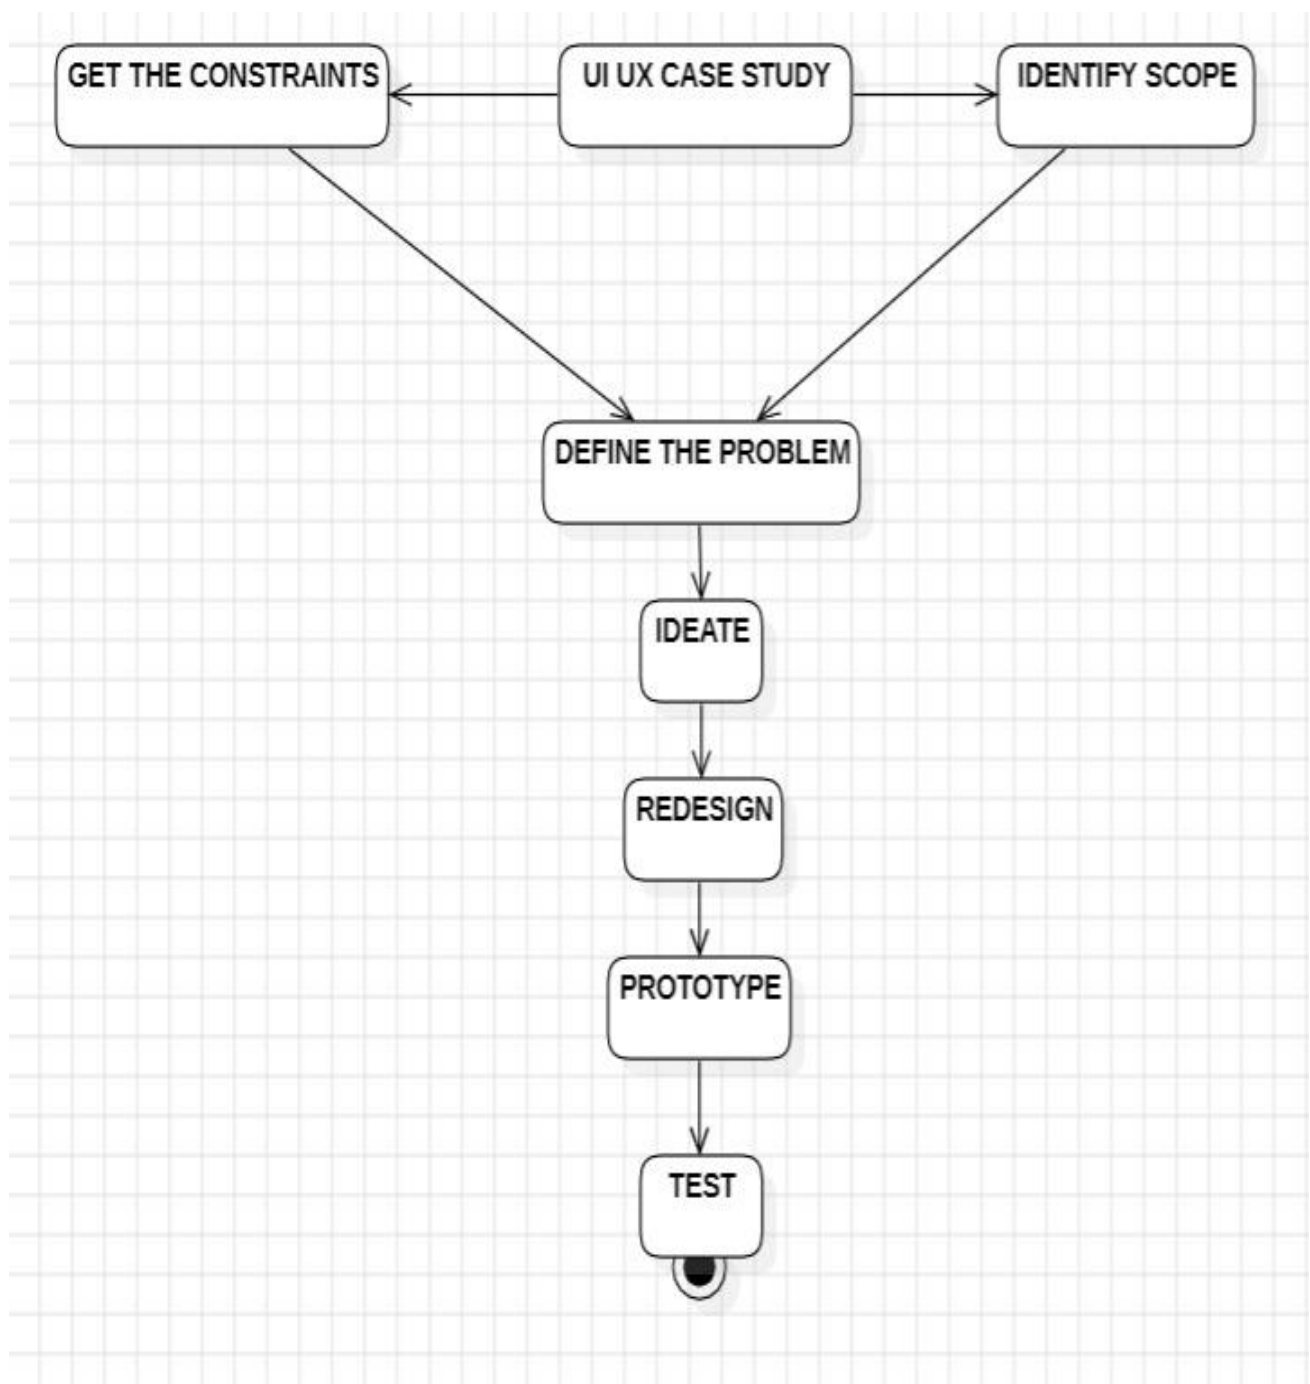 GET THE CONSTRAINTS
UI UX CASE STUDY
IDENTIFY SCOPE
DEFINE THE PROBLEM
IDEATE
REDESIGN
PROTOTYPE
TEST